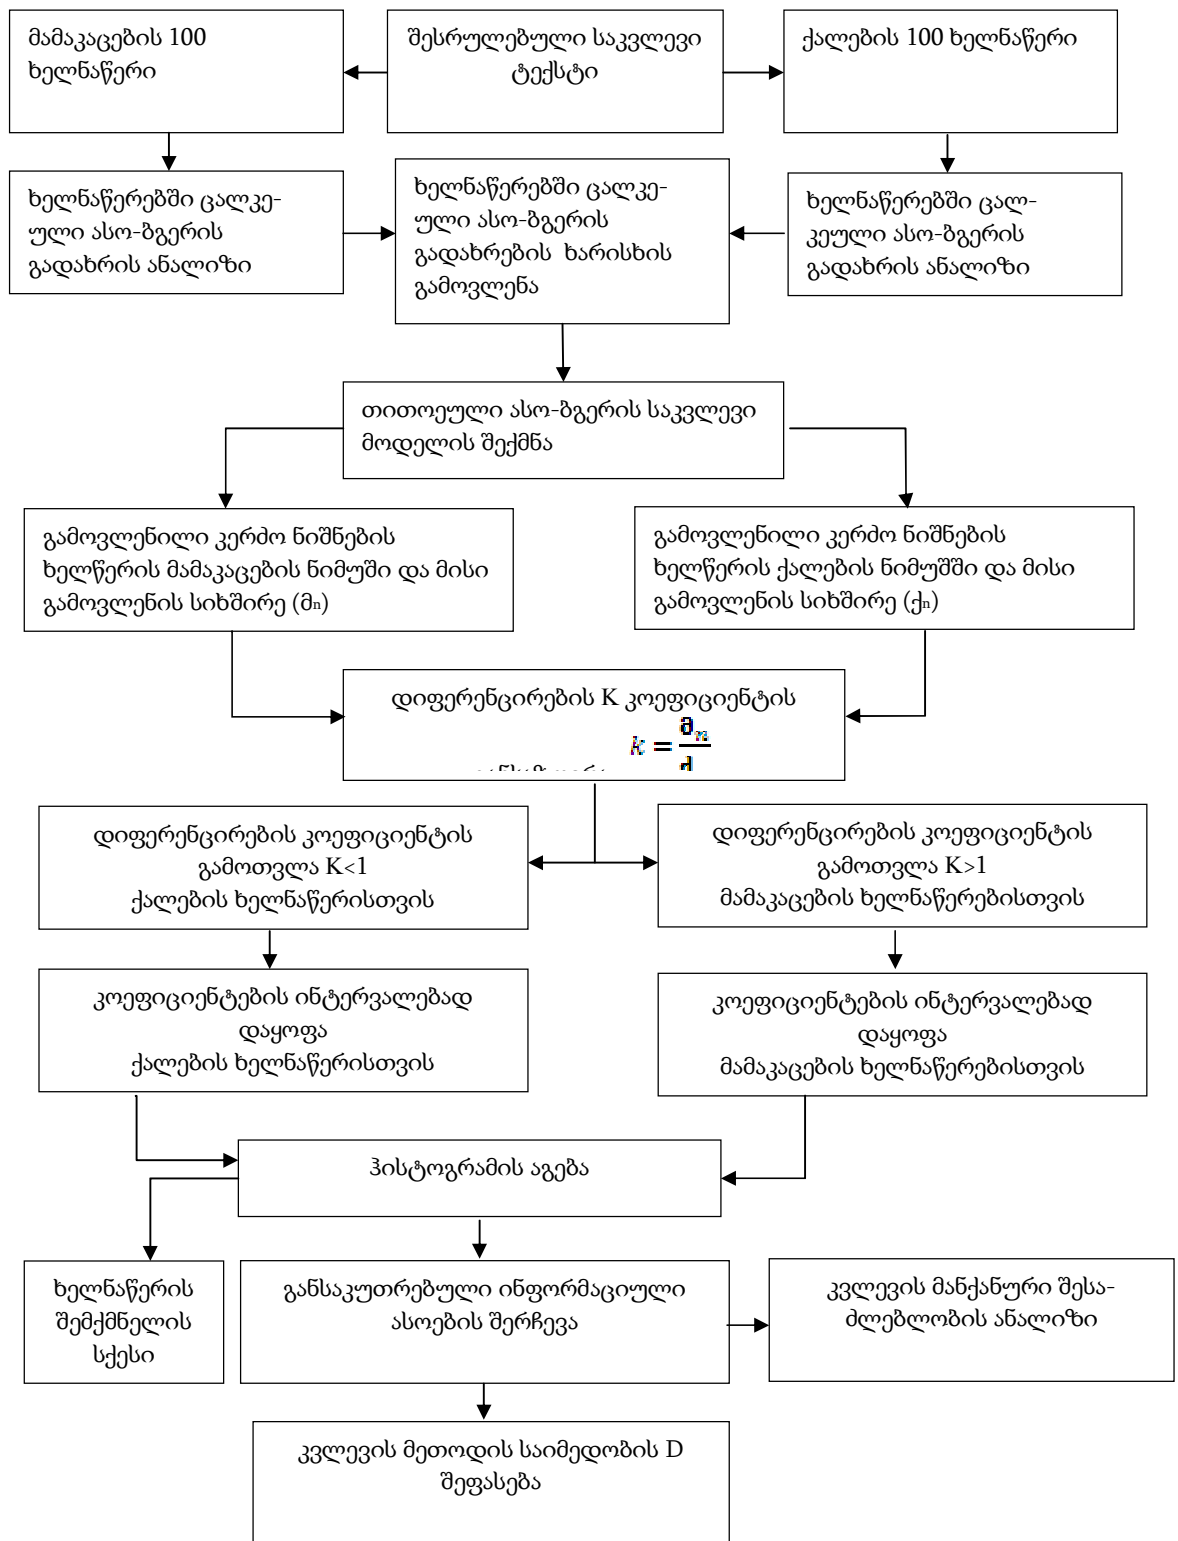 მამაკაცების 100
ხელნაწერი
შესრულებული საკვლევი
ტექსტი
ქალების 100 ხელნაწერი
ხელნაწერებში ცალკე-
ული ასო-ბგერის
გადახრის ანალიზი
ხელნაწერებში ცალკე-
ული ასო-ბგერის
გადახრების ხარისხის
გამოვლენა
ხელნაწერებში ცალ-
კეული ასო-ბგერის
გადახრის ანალიზი
თითოეული ასო-ბგერის საკვლევი
მოდელის შექმნა
გამოვლენილი კერძო ნიშნების
ხელწერის მამაკაცების ნიმუში და მისი
გამოვლენის სიხშირე (მn)
გამოვლენილი კერძო ნიშნების
ხელწერის ქალების ნიმუშში და მისი
გამოვლენის სიხშირე (ქn)
დიფერენცირების K კოეფიციენტის
k = მn
დიფერენცირების კოეფიციენტის
გამოთვლა K<1
ქალების ხელნაწერისთვის
დიფერენცირების კოეფიციენტის
გამოთვლა K>1
მამაკაცების ხელნაწერებისთვის
კოეფიციენტების ინტერვალებად
დაყოფა
ქალების ხელნაწერისთვის
კოეფიციენტების ინტერვალებად
დაყოფა
მამაკაცების ხელნაწერებისთვის
ჰისტოგრამის აგება
ხელნაწერის
შემქმნელის
სქესი
განსაკუთრებული ინფორმაციული
ასოების შერჩევა
კვლევის მანქანური შესა-
ძლებლობის ანალიზი
კვლევის მეთოდის საიმედობის D
შეფასება